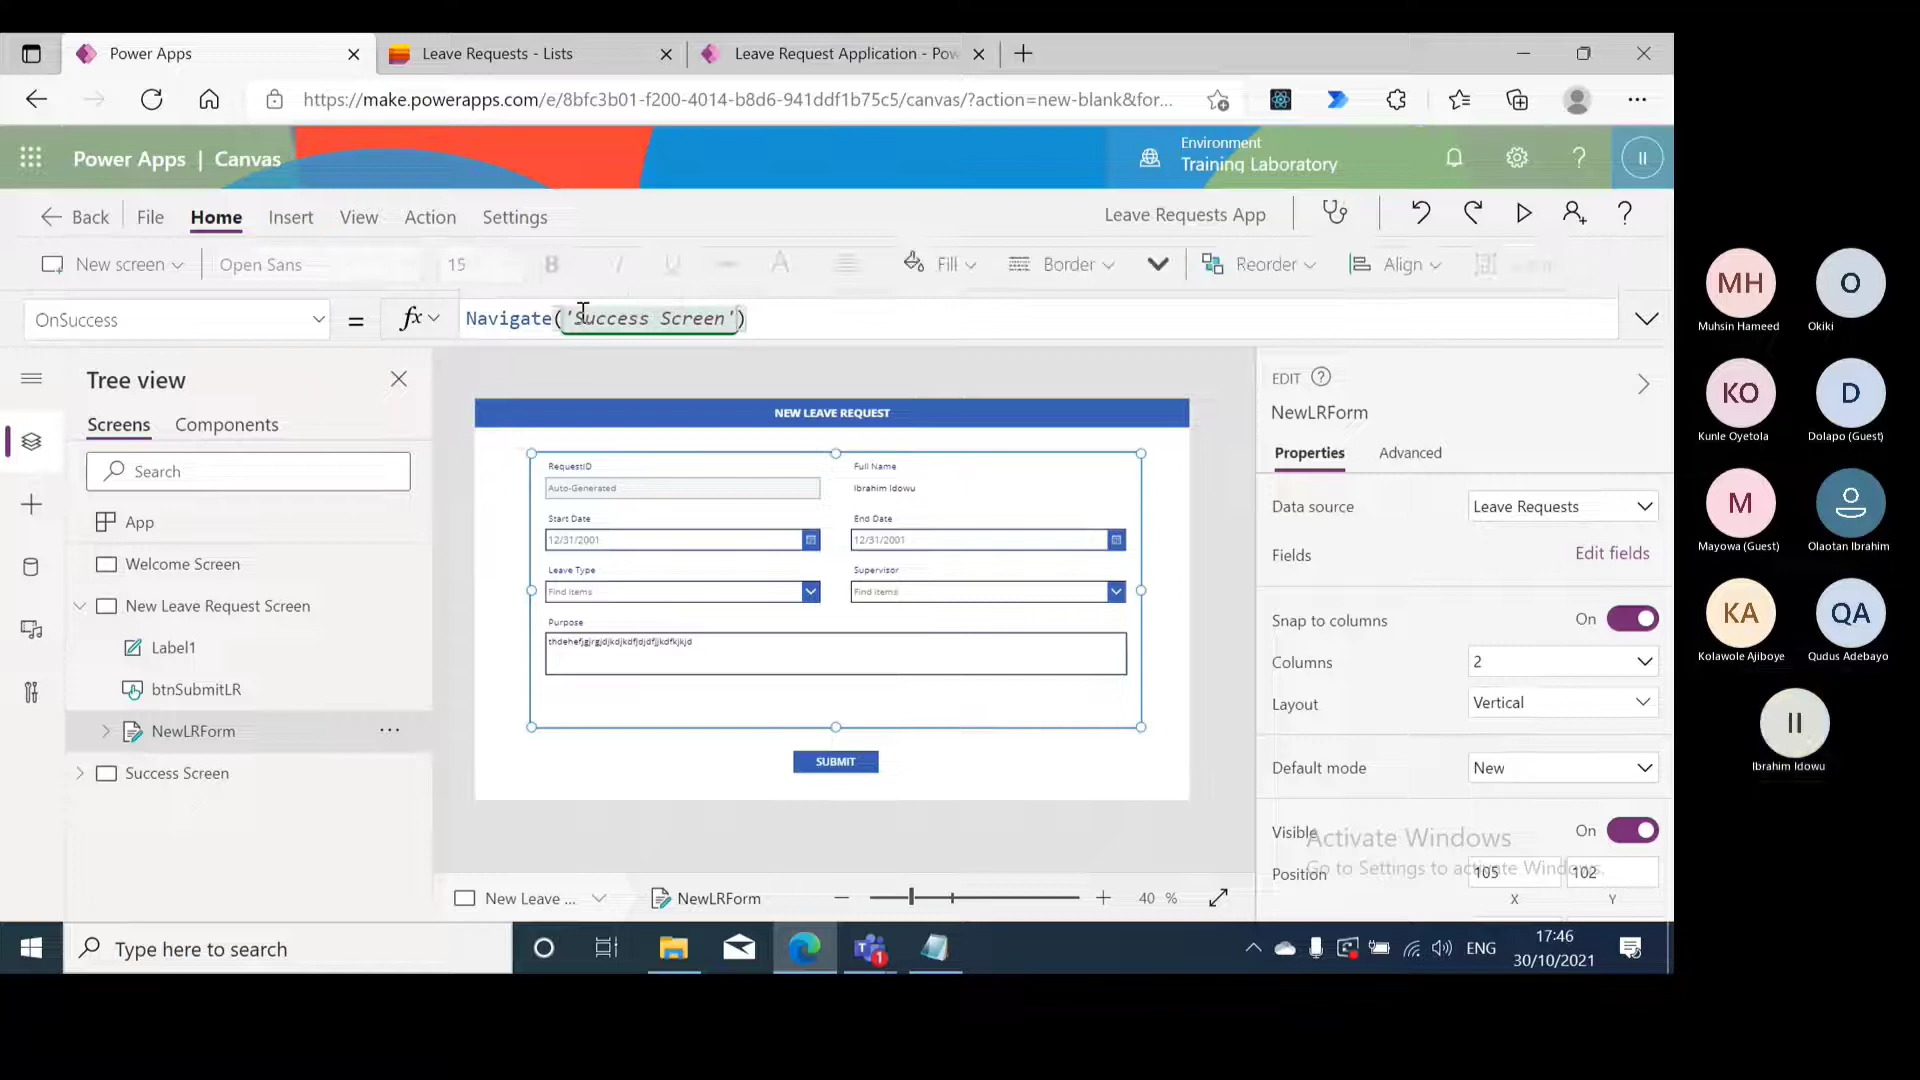 Power Apps
Leave Requests - Lists
Leave Request Application - Pow
https://make.powerapps.com/e/8bfc3b01-f200-4014-b8d6-941ddf1b75c5/canvas/?action=new-blank&for...
Power Apps | Canvas
Environment
Training Laboratory
II
Back
File
Home
Insert
View
Action
Settings
Leave Requests App
New screen
Open Sans
15
B
I
U
A
Fill
Border
Reorder
Align
OnSuccess
=
fx
Navigate('Success Screen')
Tree view
Screens
Components
Search
App
Welcome Screen
New Leave Request Screen
Label1
btnSubmitLR
NewLRForm
Success Screen
NEW LEAVE REQUEST
RequestID
Full Name
Auto-Generated
Ibrahim Idowu
Start Date
End Date
12/31/2001
12/31/2001
Leave Type
Supervisor
Find items
Find items
Purpose
SUBMIT
EDIT
NewLRForm
Properties
Advanced
Data source
Leave Requests
Fields
Edit fields
Snap to columns
On
Columns
2
Layout
Vertical
Default mode
New
Visible
On
Activate Windows
Go to Settings to activate Windows.
Position
105
102
X
Y
New Leave ...
NewLRForm
40 %
Type here to search
1
ENG
17:46
30/10/2021
MH
Muhsin Hameed
O
Okiki
KO
Kunle Oyetola
D
Dolapo (Guest)
M
Mayowa (Guest)
Olaotan Ibrahim
KA
Kolawole Ajiboye
QA
Qudus Adebayo
II
Ibrahim Idowu